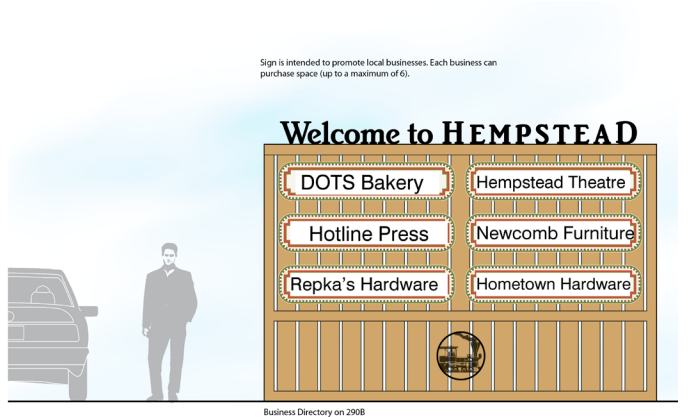 Sign is intended to promote local businesses. Each business can
purchase space (up to a maximum of 6).
Welcome to HEMPSTEAD
DOTS Bakery
Hempstead Theatre
Hotline Press
Newcomb Furniture
Repka's Hardware
Hometown Hardware
Business Directory on 290B